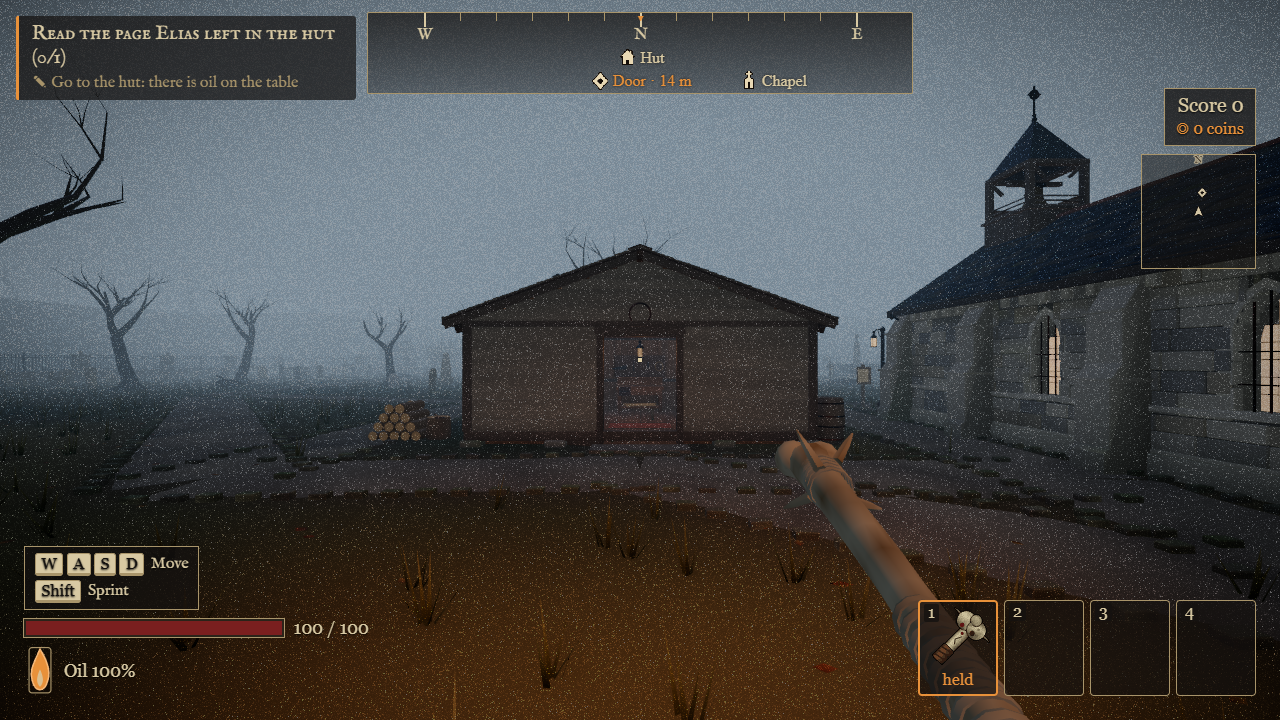 Read the page Elias left in the hut
(0/1)
Go to the hut: there is oil on the table
W N E
Hut
Door · 14 m Chapel
Score 0
0 coins
N
W A S D Move
Shift Sprint
100 / 100
Oil 100%
1 2 3 4
held